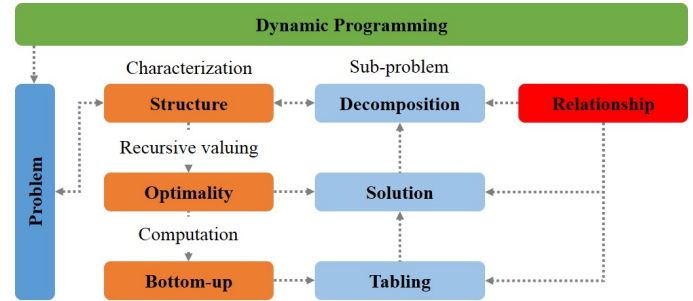 Dynamic Programming
Characterization
Sub-problem
Problem
Structure
Decomposition
Relationship
Recursive valuing
Optimality
Solution
Computation
Bottom-up
Tabling